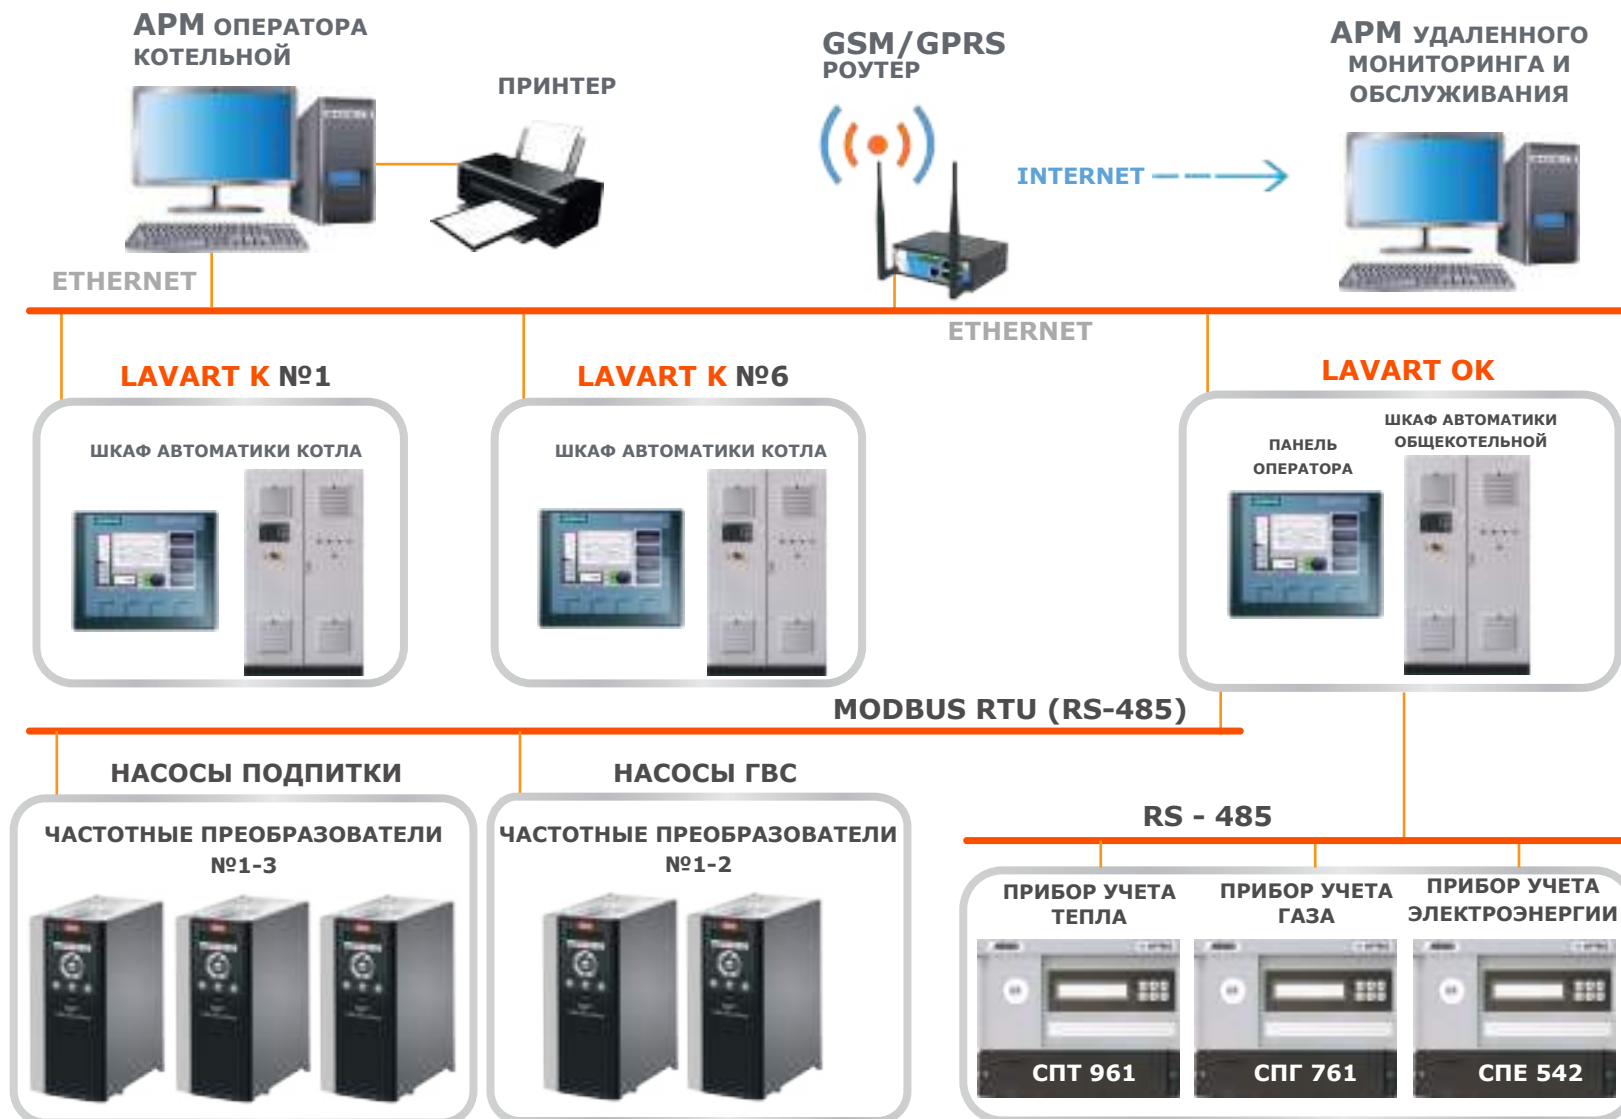 АРМ ОПЕРАТОРА
КОТЕЛЬНОЙ
ПРИНТЕР
GSM/GPRS
РОУТЕР
АРМ УДАЛЕННОГО
МОНИТОРИНГА И
ОБСЛУЖИВАНИЯ
INTERNET
ETHERNET
ETHERNET
LAVART K №1
ШКАФ АВТОМАТИКИ КОТЛА
LAVART K №6
ШКАФ АВТОМАТИКИ КОТЛА
LAVART OK
ПАНЕЛЬ
ОПЕРАТОРА
ШКАФ АВТОМАТИКИ
ОБЩЕКОТЕЛЬНОЙ
MODBUS RTU (RS-485)
НАСОСЫ ПОДПИТКИ
ЧАСТОТНЫЕ ПРЕОБРАЗОВАТЕЛИ
№1-3
НАСОСЫ ГВС
ЧАСТОТНЫЕ ПРЕОБРАЗОВАТЕЛИ
№1-2
RS - 485
ПРИБОР УЧЕТА
ТЕПЛА
ПРИБОР УЧЕТА
ГАЗА
ПРИБОР УЧЕТА
ЭЛЕКТРОЭНЕРГИИ
СПТ 961
СПГ 761
СПЕ 542